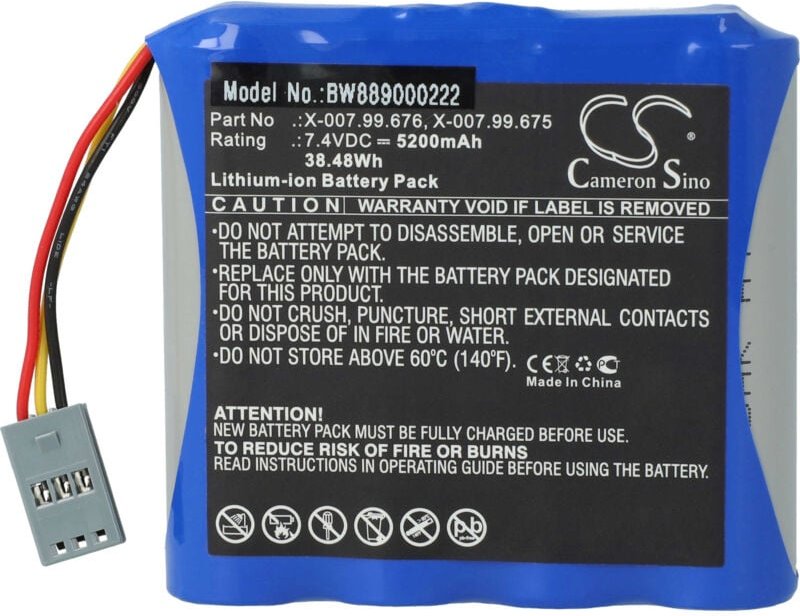 Model No.:BW889000222
Part No .:X-007.99.676, X-007.99.675
Rating .:7.4VDC ⎓ 5200mAh
38.48Wh
Lithium-ion Battery Pack
CS
Cameron Sino
®
CAUTION WARRANTY VOID IF LABEL IS REMOVED
•DO NOT ATTEMPT TO DISASSEMBLE, OPEN OR SERVICE
THE BATTERY PACK.
•REPLACE ONLY WITH THE BATTERY PACK DESIGNATED
FOR THIS PRODUCT.
•DO NOT CRUSH, PUNCTURE, SHORT EXTERNAL CONTACTS
OR DISPOSE OF IN FIRE OR WATER.
•DO NOT STORE ABOVE 60°C (140°F).
CE
Made In China
ATTENTION!
NEW BATTERY PACK MUST BE FULLY CHARGED BEFORE USE.
TO REDUCE RISK OF FIRE OR SHOCK
READ INSTRUCTIONS IN OPERATING GUIDE BEFORE USING THE BATTERY.
Pb